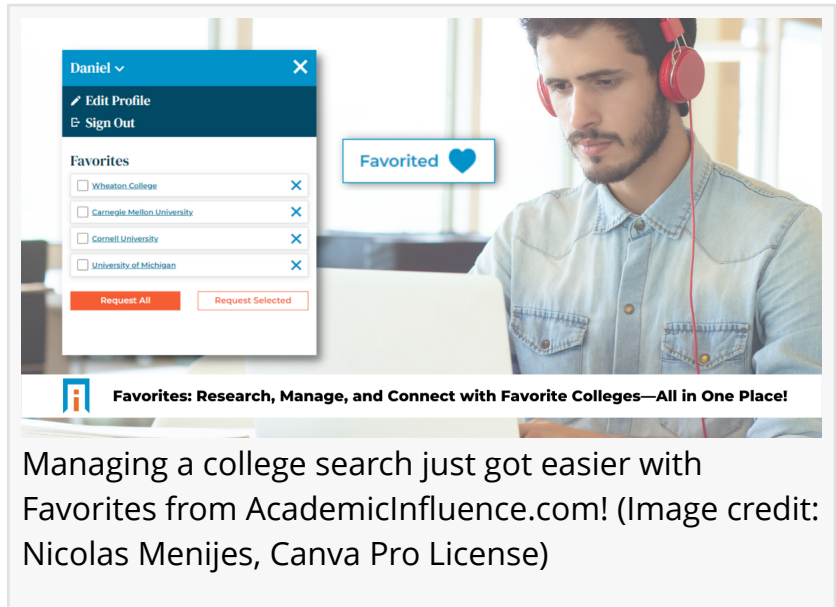 Daniel
Edit Profile
Sign Out
Favorites
Wheaton College
Carnegie Mellon University
Cornell University
University of Michigan
Request All
Request Selected
Favorited
Favorites: Research, Manage, and Connect with Favorite Colleges—All in One Place!
Managing a college search just got easier with
Favorites from AcademicInfluence.com! (Image credit:
Nicolas Menijes, Canva Pro License)